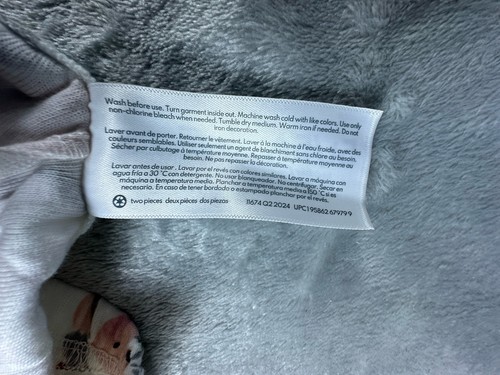 Wash before use. Turn garment inside out. Machine wash cold with like colors. Use only
non-chlorine bleach when needed. Tumble dry medium. Warm iron if needed. Do not
iron decoration.
Laver avant de porter. Retourner le vêtement. Laver à la machine à l'eau fraîche, avec des
couleurs semblables. Utiliser seulement un agent de blanchiment sans chlore au besoin.
Sécher par culbutage à température moyenne. Repasser à température moyenne au
besoin. Ne pas repasser la décoration.
Lavar antes de usar. Lavar por el revés con colores similares. Lavar a máquina con
agua fría a 30°C con detergente. No usar blanqueador. No centrifugar. Secar en
máquina a temperatura media. Planchar a temperatura media a 150°C si es
necesario. En caso de tener bordado o estampado planchar por el revés.
two pieces deux pièces dos piezas 11674 Q2 2024 UPC195862679799